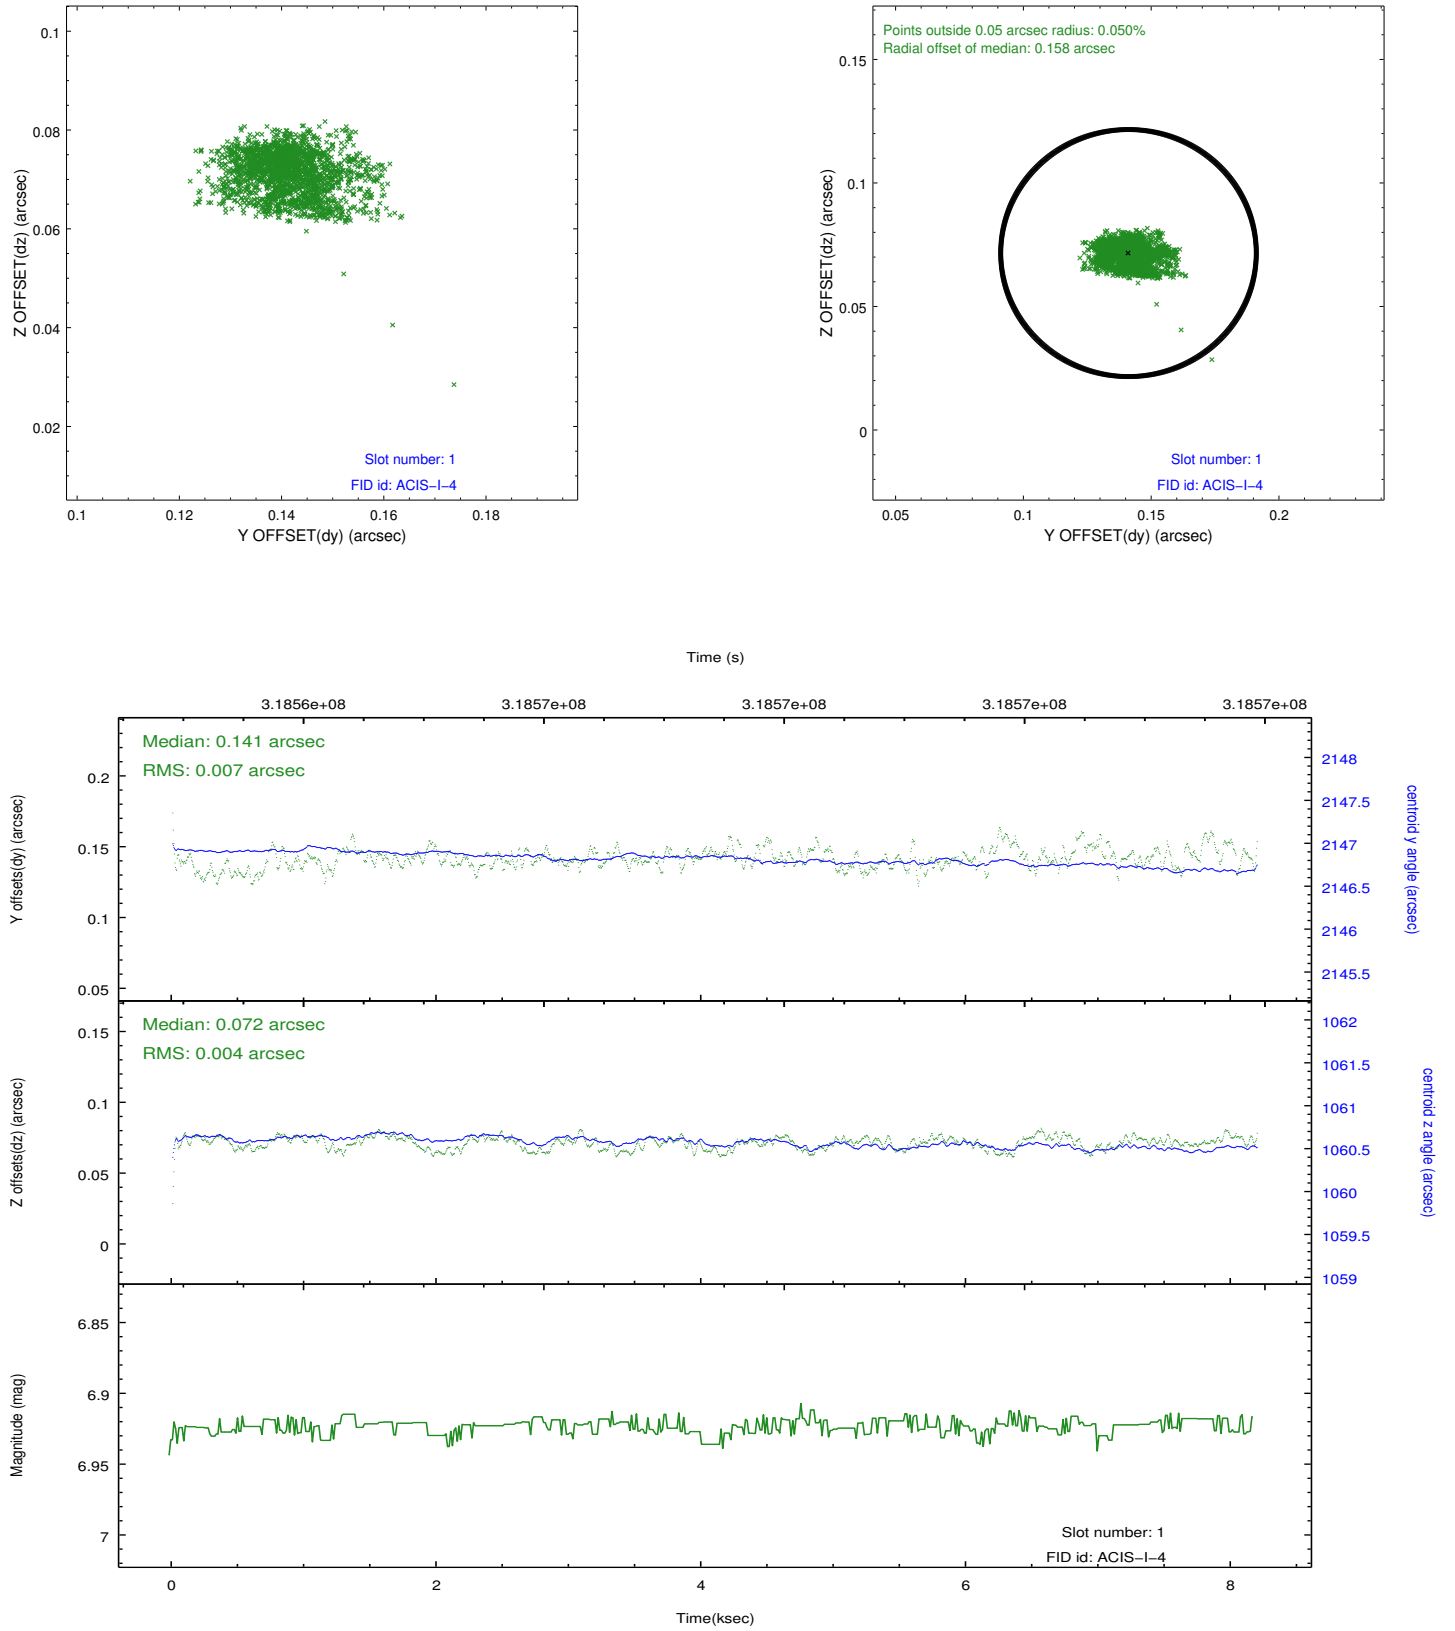 0.1
0.08
0.06
0.04
0.02
Z OFFSET(dz) (arcsec)
Slot number: 1
FID id: ACIS−I−4
0.1 0.12 0.14 0.16 0.18
Y OFFSET(dy) (arcsec)
Points outside 0.05 arcsec radius: 0.050%
Radial offset of median: 0.158 arcsec
0.15
0.1
0.05
0
Z OFFSET(dz) (arcsec)
Slot number: 1
FID id: ACIS−I−4
0.05 0.1 0.15 0.2
Y OFFSET(dy) (arcsec)
Time (s)
3.1856e+08 3.1857e+08 3.1857e+08 3.1857e+08 3.1857e+08
Median: 0.141 arcsec
RMS: 0.007 arcsec
0.2
0.15
0.1
0.05
Y offsets(dy) (arcsec)
2148
2147.5
2147
2146.5
2146
2145.5
centroid y angle (arcsec)
Median: 0.072 arcsec
RMS: 0.004 arcsec
0.15
0.1
0.05
0
Z offsets(dz) (arcsec)
1062
1061.5
1061
1060.5
1060
1059.5
1059
centroid z angle (arcsec)
6.85
6.9
6.95
7
Magnitude (mag)
Slot number: 1
FID id: ACIS−I−4
0 2 4 6 8
Time(ksec)